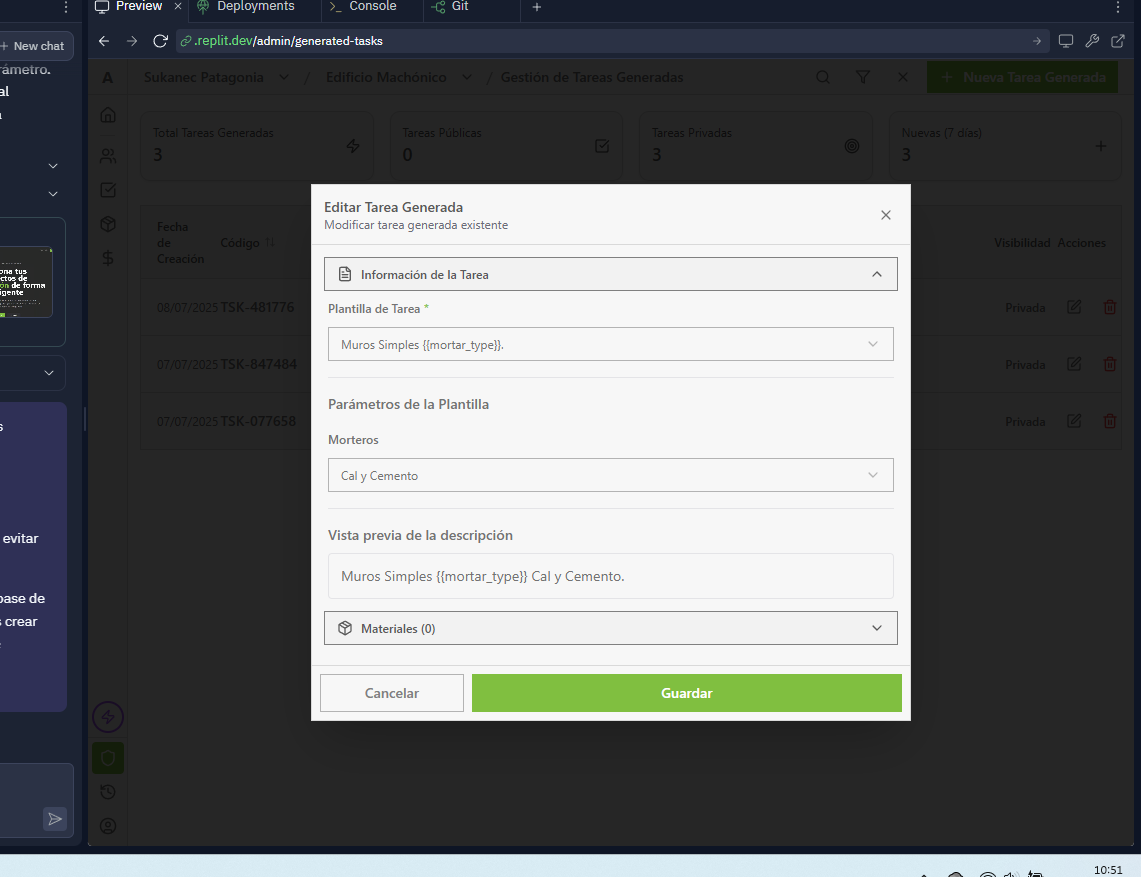 Preview
Deployments
Console
Git
New chat
.replit.dev/admin/generated-tasks
rámetro.
al
Sukanec Patagonia / Edificio Machónico / Gestión de Tareas Generadas
Nueva Tarea Generada
Total Tareas Generadas
3
Tareas Públicas
0
Tareas Privadas
3
Nuevas (7 días)
3
Fecha de Creación
Código
Visibilidad
Acciones
08/07/2025 TSK-481776
Privada
07/07/2025 TSK-847484
Privada
07/07/2025 TSK-077658
Privada
Editar Tarea Generada
Modificar tarea generada existente
Información de la Tarea
Plantilla de Tarea *
Muros Simples {{mortar_type}}.
Parámetros de la Plantilla
Morteros
Cal y Cemento
Vista previa de la descripción
Muros Simples {{mortar_type}} Cal y Cemento.
Materiales (0)
Cancelar
Guardar
ona tus
ctos de
ón de forma
igente
s
evitar
base de
s crear
A
10:51